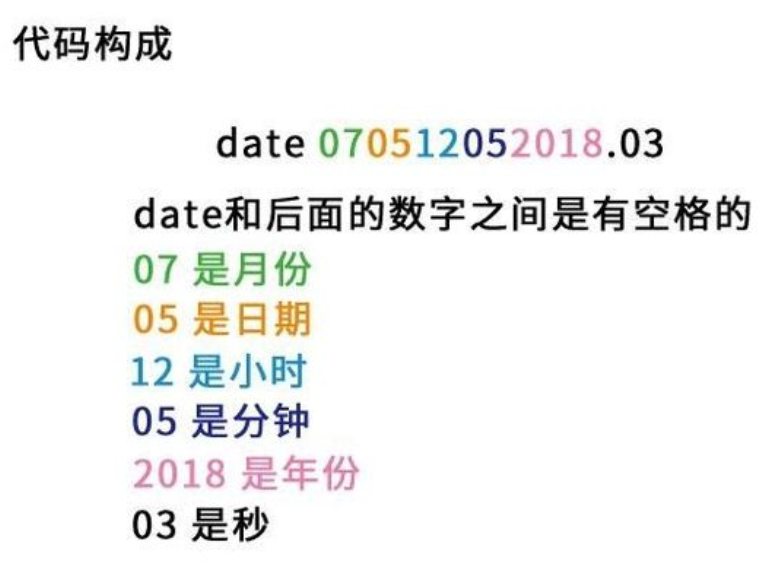 代码构成
date 070512052018.03
date和后面的数字之间是有空格的
07 是月份
05 是日期
12 是小时
05 是分钟
2018 是年份
03 是秒